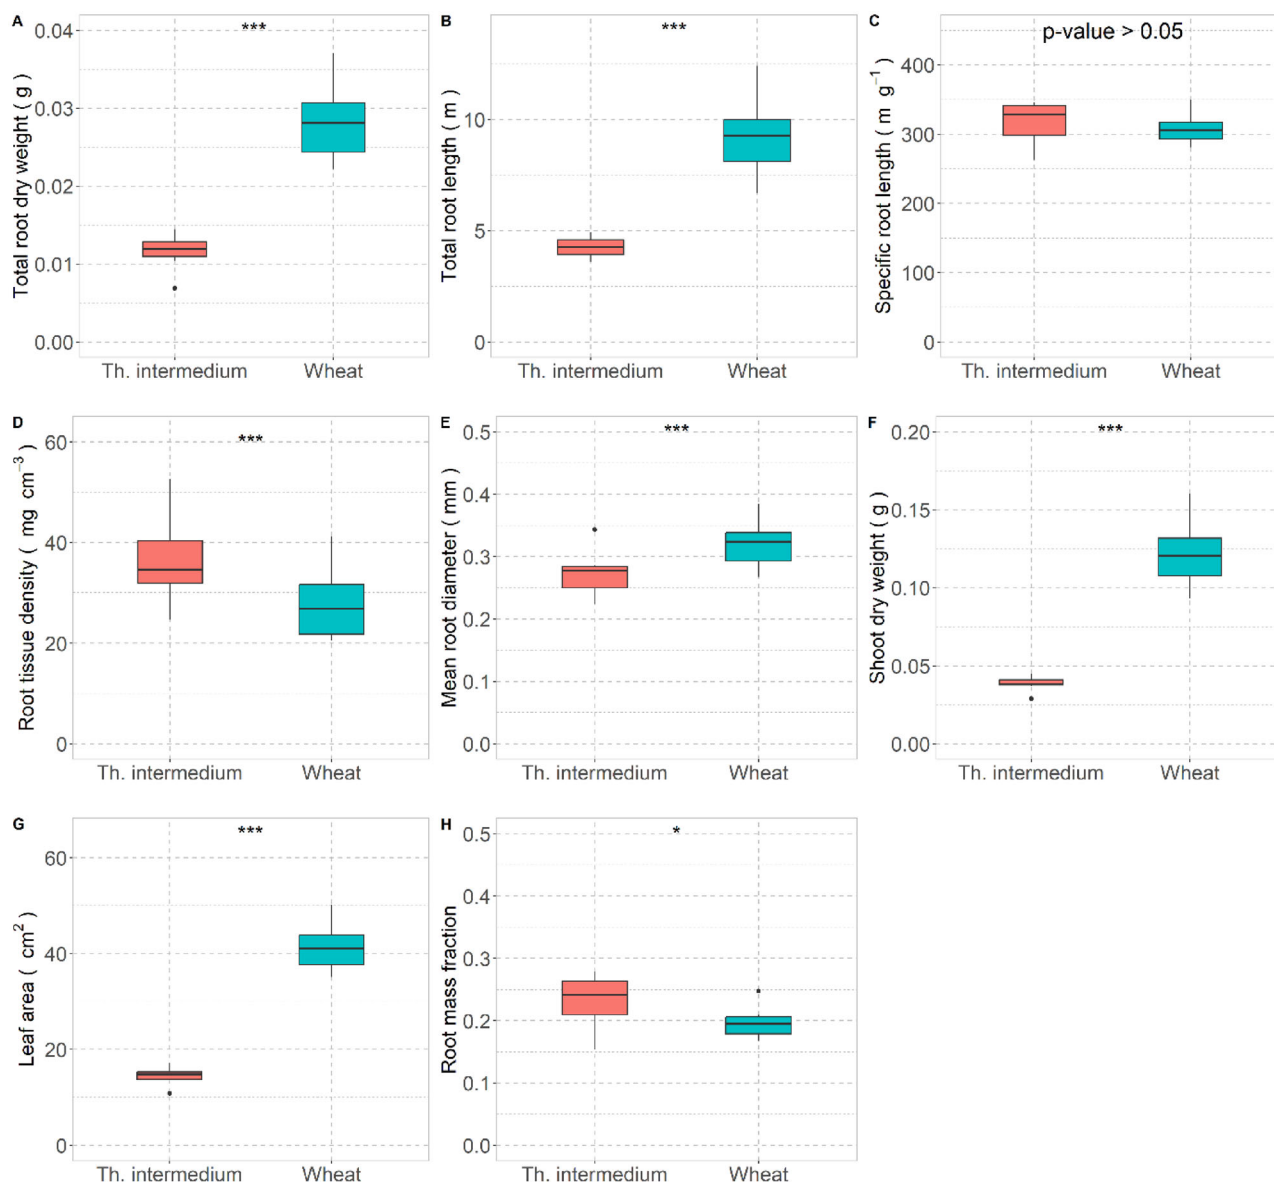 A
Total root dry weight ( g )
0.04
0.03
0.02
0.01
0.00
***
Th. intermedium
Wheat
B
Total root length ( m )
10
5
0
***
Th. intermedium
Wheat
C
Specific root length ( m g⁻¹ )
400
300
200
100
0
p-value > 0.05
Th. intermedium
Wheat
D
Root tissue density ( mg cm⁻³ )
60
40
20
0
***
Th. intermedium
Wheat
E
Mean root diameter ( mm )
0.5
0.4
0.3
0.2
0.1
0.0
***
Th. intermedium
Wheat
F
Shoot dry weight ( g )
0.20
0.15
0.10
0.05
0.00
***
Th. intermedium
Wheat
G
Leaf area ( cm² )
60
40
20
0
***
Th. intermedium
Wheat
H
Root mass fraction
0.5
0.4
0.3
0.2
0.1
0.0
*
Th. intermedium
Wheat